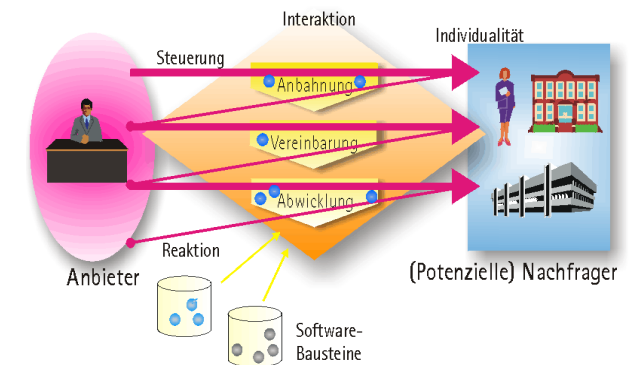 Interaktion
Individualität
Steuerung
Anbahnung
Vereinbarung
Abwicklung
Reaktion
Anbieter
(Potenzielle) Nachfrager
Software-
Bausteine